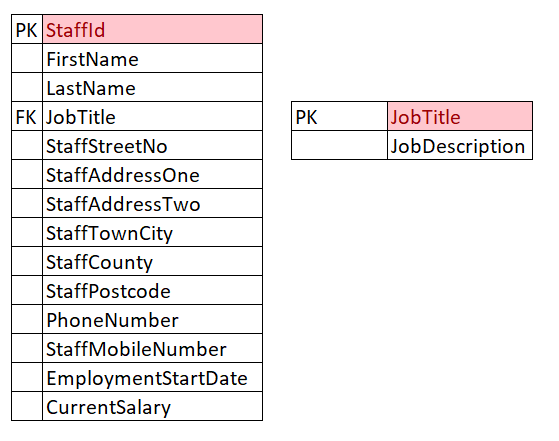 PK StaffId
FirstName
LastName
FK JobTitle
StaffStreetNo
StaffAddressOne
StaffAddressTwo
StaffTownCity
StaffCounty
StaffPostcode
PhoneNumber
StaffMobileNumber
EmploymentStartDate
CurrentSalary
PK JobTitle
JobDescription